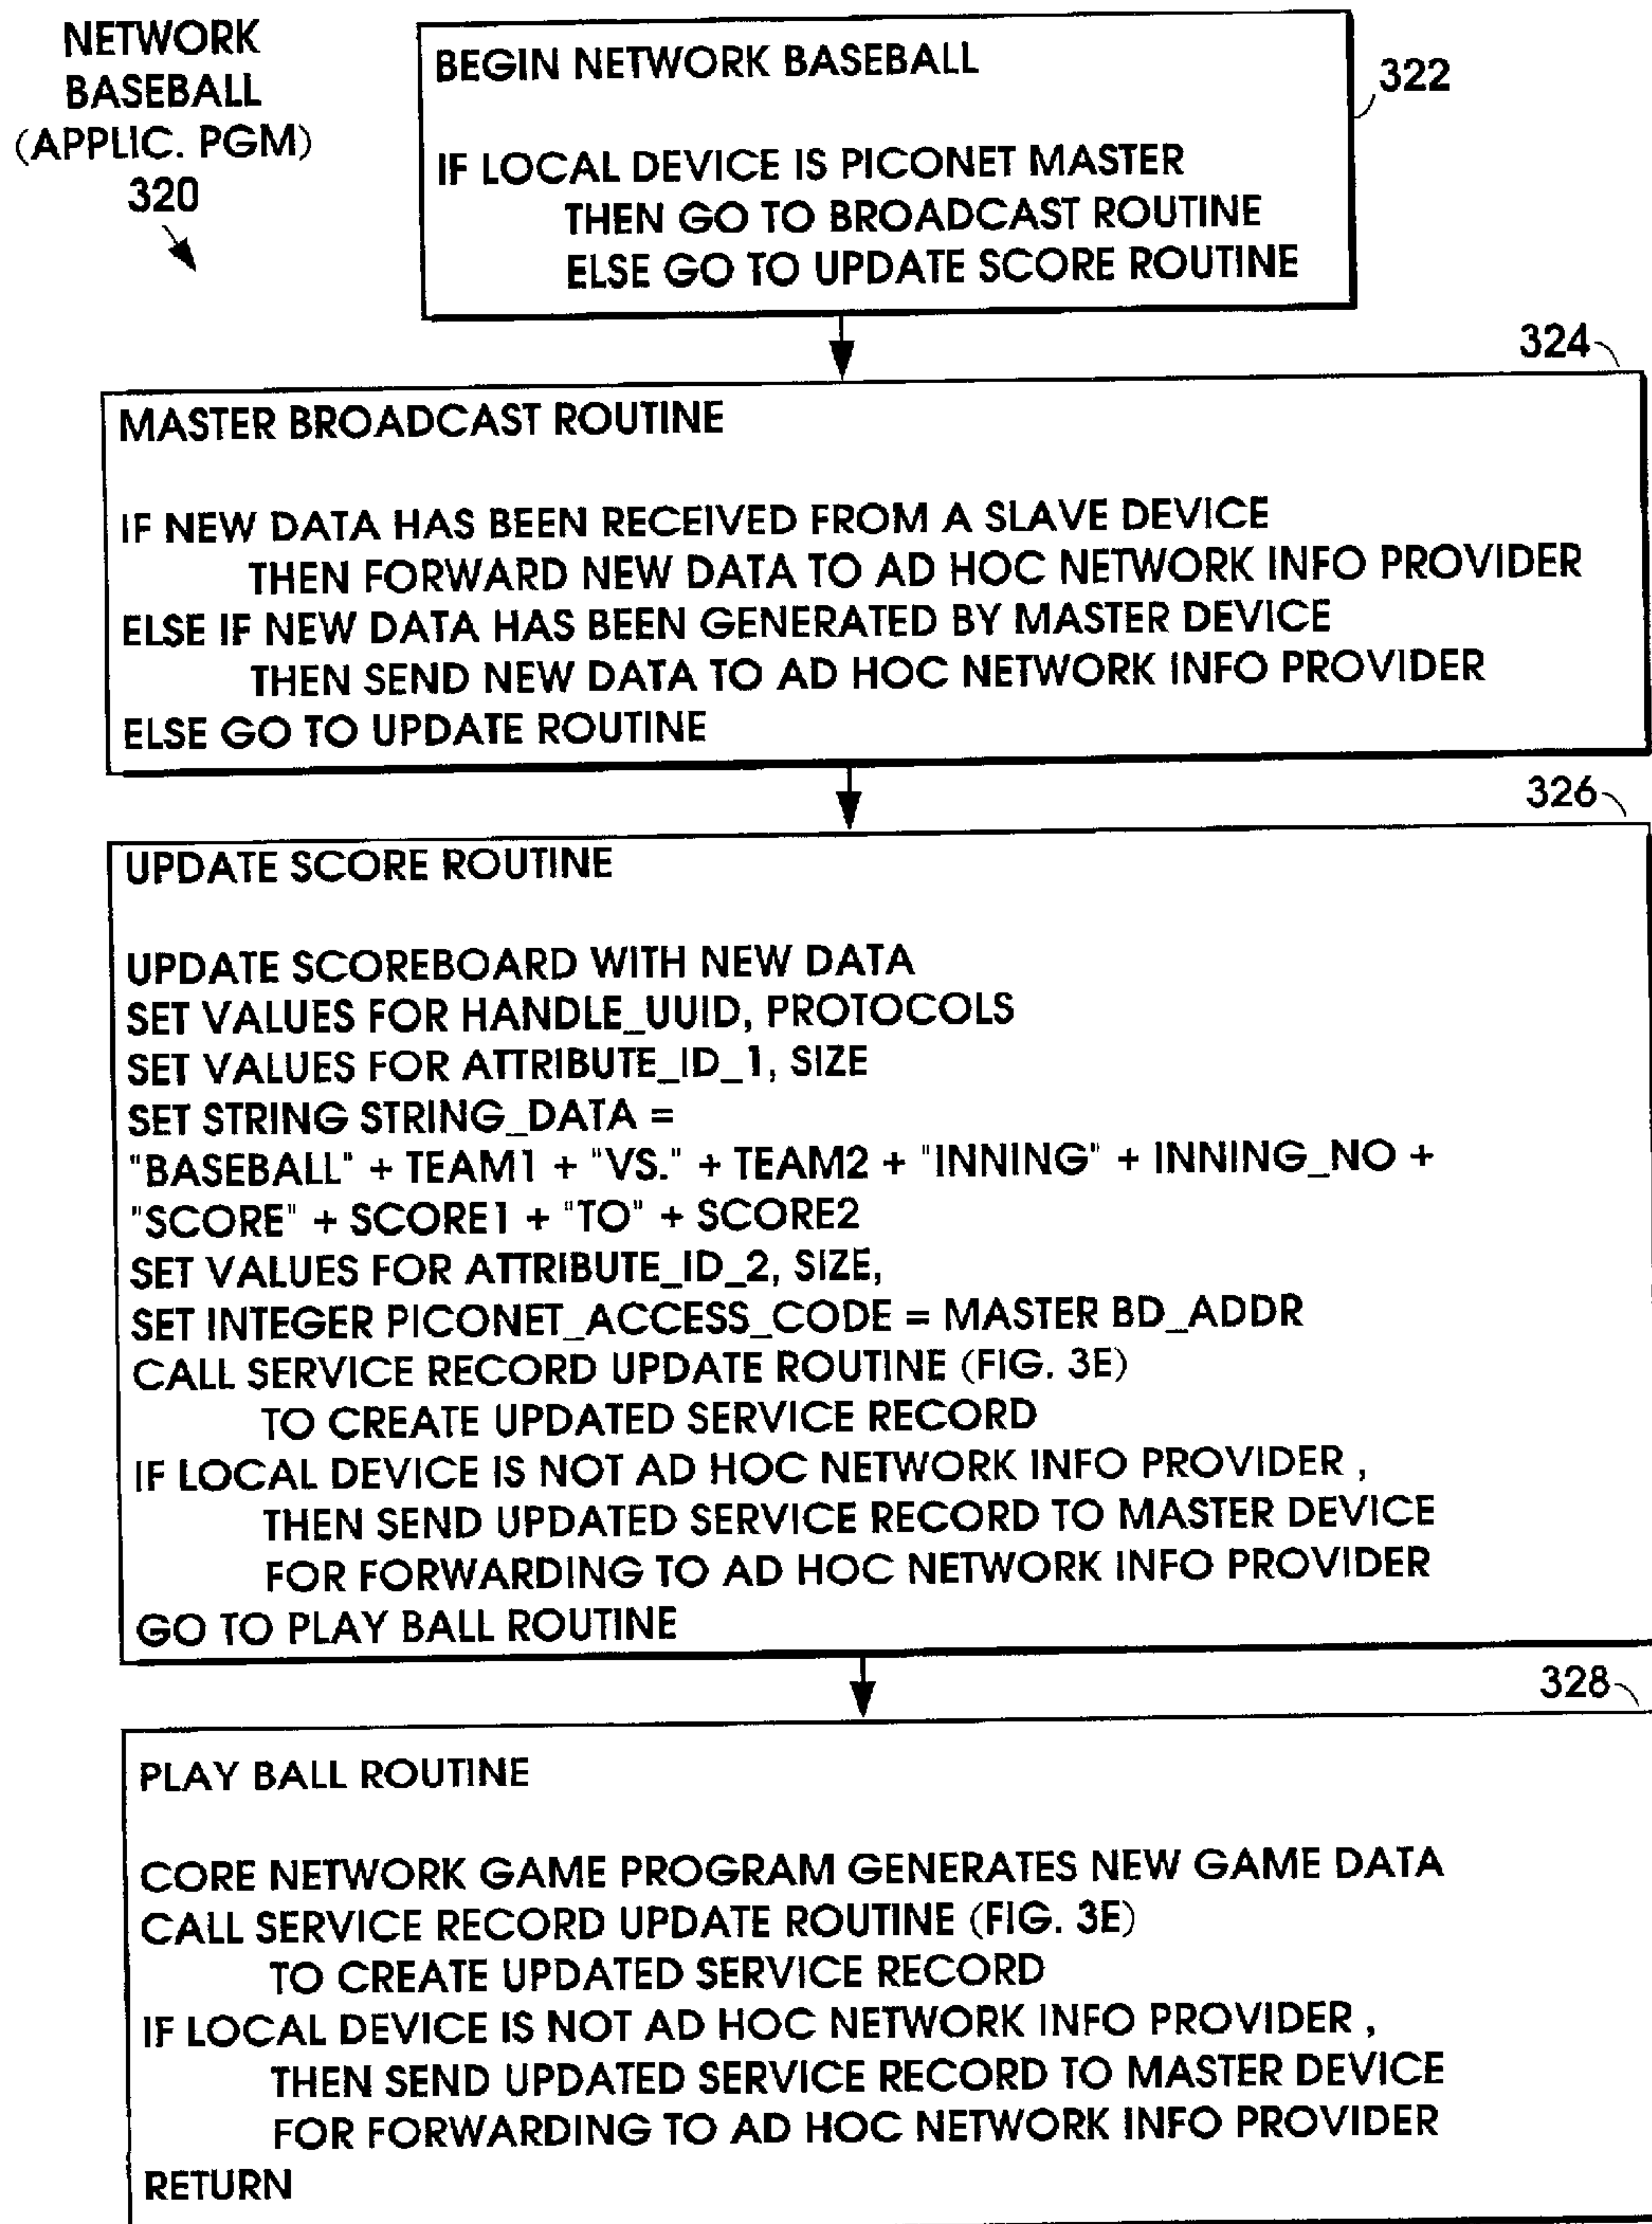 NETWORK
BASEBALL
(APPLIC. PGM)
320
BEGIN NETWORK BASEBALL
IF LOCAL DEVICE IS PICONET MASTER
THEN GO TO BROADCAST ROUTINE
ELSE GO TO UPDATE SCORE ROUTINE
322
324
MASTER BROADCAST ROUTINE
IF NEW DATA HAS BEEN RECEIVED FROM A SLAVE DEVICE
THEN FORWARD NEW DATA TO AD HOC NETWORK INFO PROVIDER
ELSE IF NEW DATA HAS BEEN GENERATED BY MASTER DEVICE
THEN SEND NEW DATA TO AD HOC NETWORK INFO PROVIDER
ELSE GO TO UPDATE ROUTINE
326
UPDATE SCORE ROUTINE
UPDATE SCOREBOARD WITH NEW DATA
SET VALUES FOR HANDLE_UUID, PROTOCOLS
SET VALUES FOR ATTRIBUTE_ID_1, SIZE
SET STRING STRING_DATA =
"BASEBALL" + TEAM1 + "VS." + TEAM2 + "INNING" + INNING_NO +
"SCORE" + SCORE1 + "TO" + SCORE2
SET VALUES FOR ATTRIBUTE_ID_2, SIZE,
SET INTEGER PICONET_ACCESS_CODE = MASTER BD_ADDR
CALL SERVICE RECORD UPDATE ROUTINE (FIG. 3E)
TO CREATE UPDATED SERVICE RECORD
IF LOCAL DEVICE IS NOT AD HOC NETWORK INFO PROVIDER ,
THEN SEND UPDATED SERVICE RECORD TO MASTER DEVICE
FOR FORWARDING TO AD HOC NETWORK INFO PROVIDER
GO TO PLAY BALL ROUTINE
328
PLAY BALL ROUTINE
CORE NETWORK GAME PROGRAM GENERATES NEW GAME DATA
CALL SERVICE RECORD UPDATE ROUTINE (FIG. 3E)
TO CREATE UPDATED SERVICE RECORD
IF LOCAL DEVICE IS NOT AD HOC NETWORK INFO PROVIDER ,
THEN SEND UPDATED SERVICE RECORD TO MASTER DEVICE
FOR FORWARDING TO AD HOC NETWORK INFO PROVIDER
RETURN